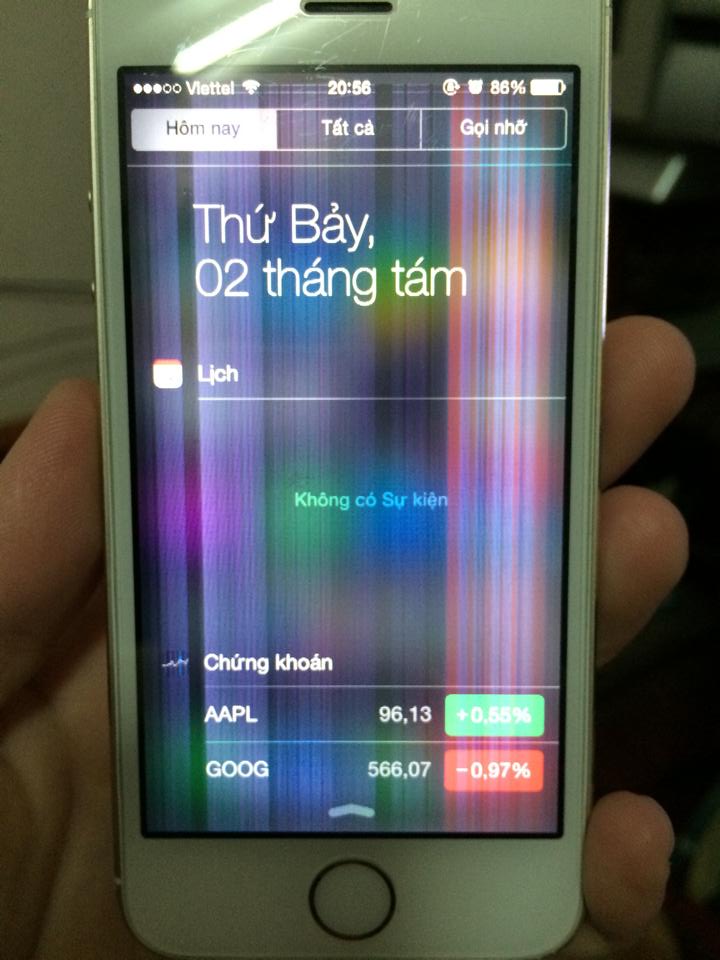 Viettel 20:56 86%
Hôm nay Tất cả Gọi nhỡ
Thứ Bảy,
02 tháng tám
Lịch
Không có Sự kiện
Chứng khoán
AAPL 96,13 +0,55%
GOOG 566,07 −0,97%